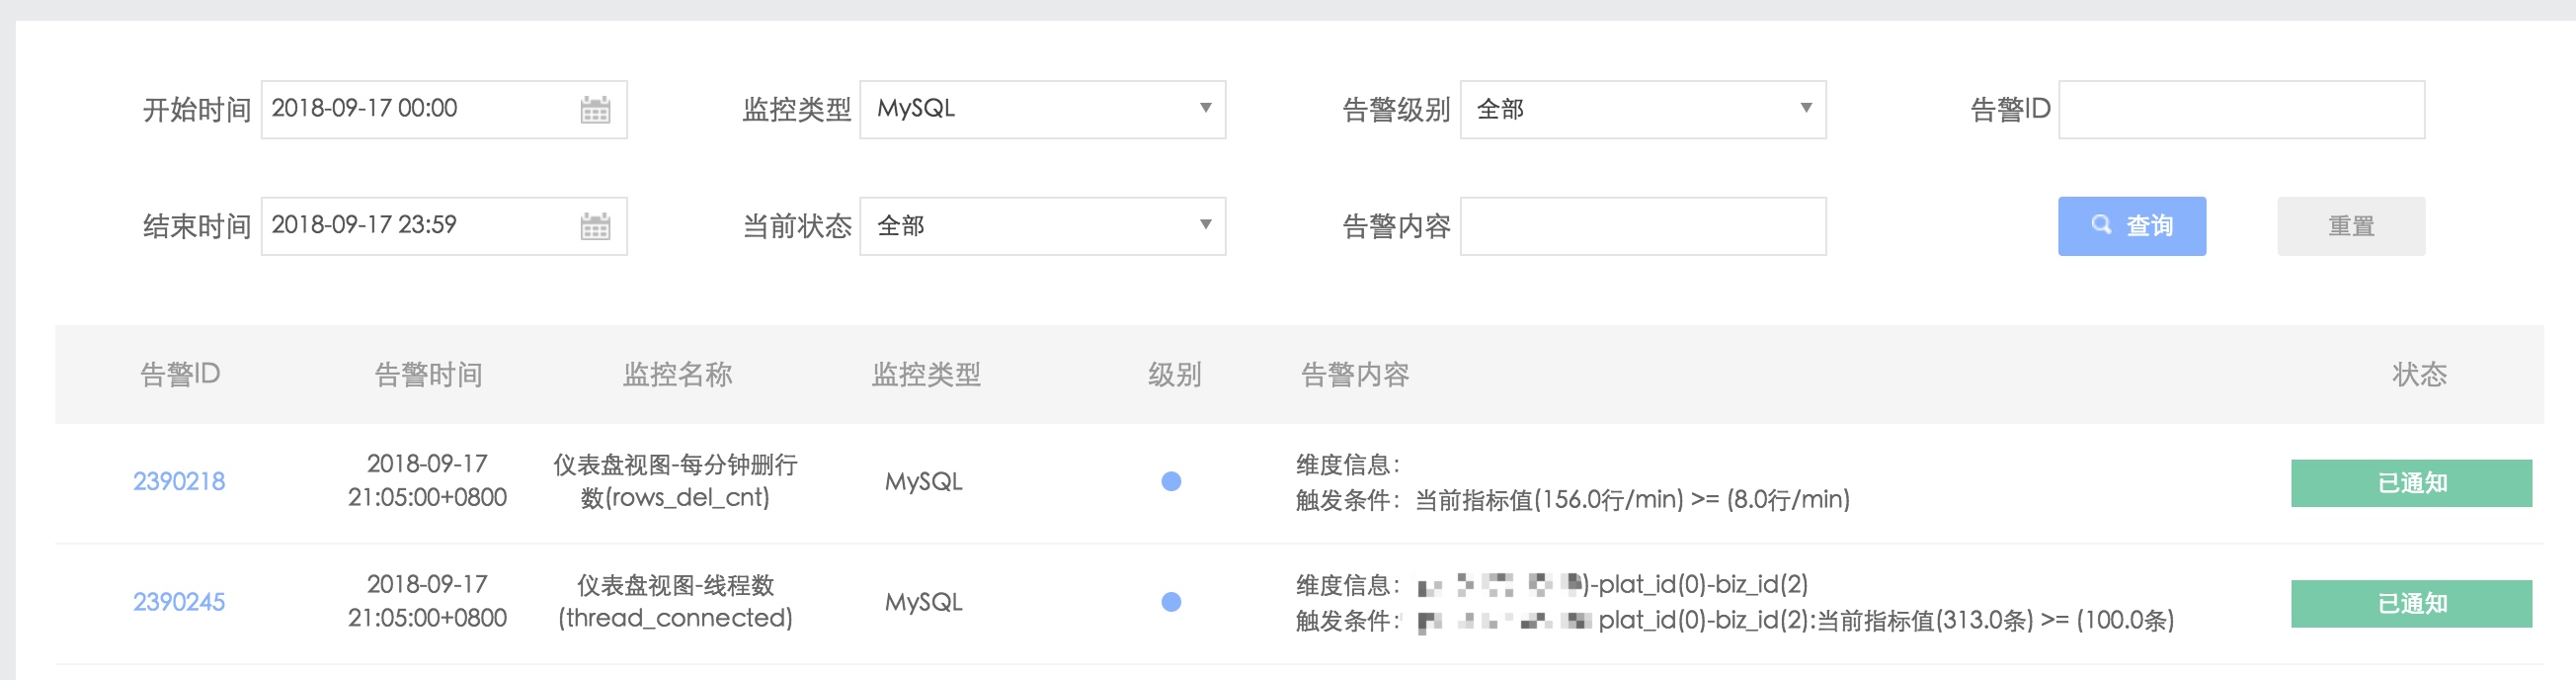 开始时间 2018-09-17 00:00 监控类型 MySQL 告警级别 全部 告警ID
结束时间 2018-09-17 23:59 当前状态 全部 告警内容 查询 重置
告警ID 告警时间 监控名称 监控类型 级别 告警内容 状态
2390218
2018-09-17
21:05:00+0800
仪表盘视图-每分钟删行
数(rows_del_cnt)
MySQL
维度信息：
触发条件：当前指标值(156.0行/min) >= (8.0行/min)
已通知
2390245
2018-09-17
21:05:00+0800
仪表盘视图-线程数
(thread_connected)
MySQL
维度信息： )-plat_id(0)-biz_id(2)
触发条件： plat_id(0)-biz_id(2):当前指标值(313.0条) >= (100.0条)
已通知